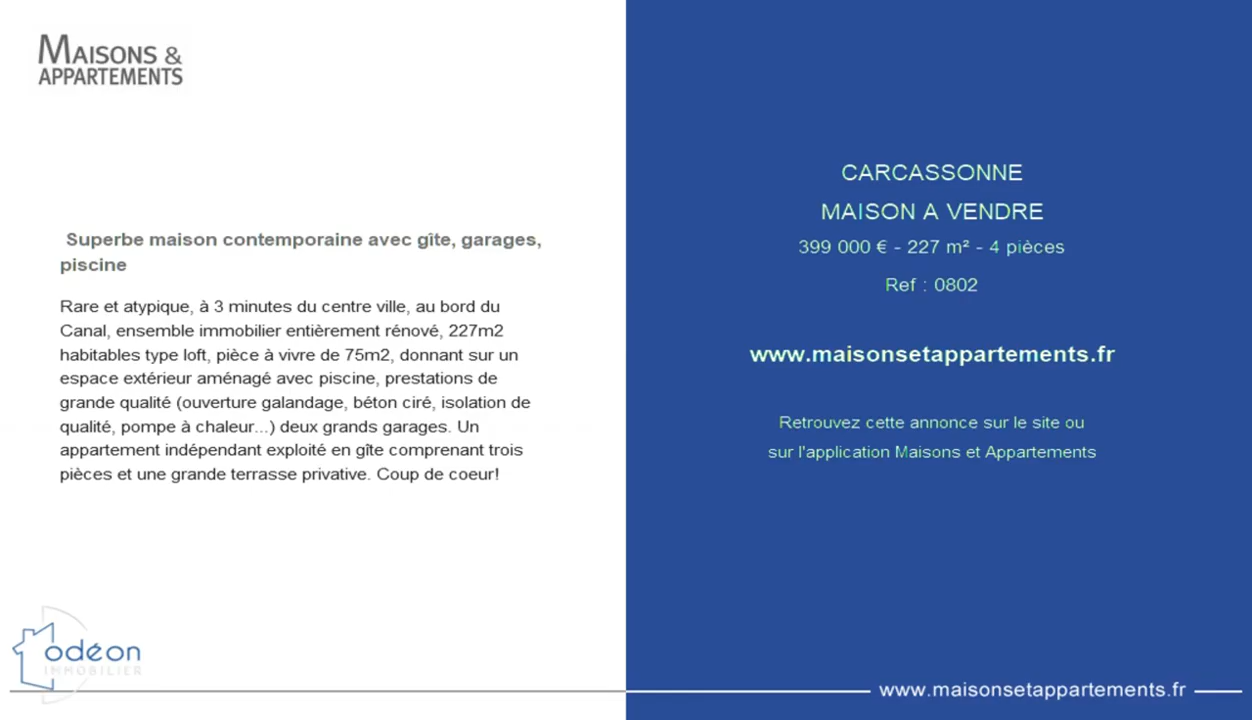 MAISONS &
APPARTEMENTS
Superbe maison contemporaine avec gîte, garages,
piscine
Rare et atypique, à 3 minutes du centre ville, au bord du
Canal, ensemble immobilier entièrement rénové, 227m2
habitables type loft, pièce à vivre de 75m2, donnant sur un
espace extérieur aménagé avec piscine, prestations de
grande qualité (ouverture galandage, béton ciré, isolation de
qualité, pompe à chaleur...) deux grands garages. Un
appartement indépendant exploité en gîte comprenant trois
pièces et une grande terrasse privative. Coup de coeur!
odéon
IMMOBILIER
CARCASSONNE
MAISON A VENDRE
399 000 € - 227 m² - 4 pièces
Ref : 0802
www.maisonsetappartements.fr
Retrouvez cette annonce sur le site ou
sur l'application Maisons et Appartements
www.maisonsetappartements.fr